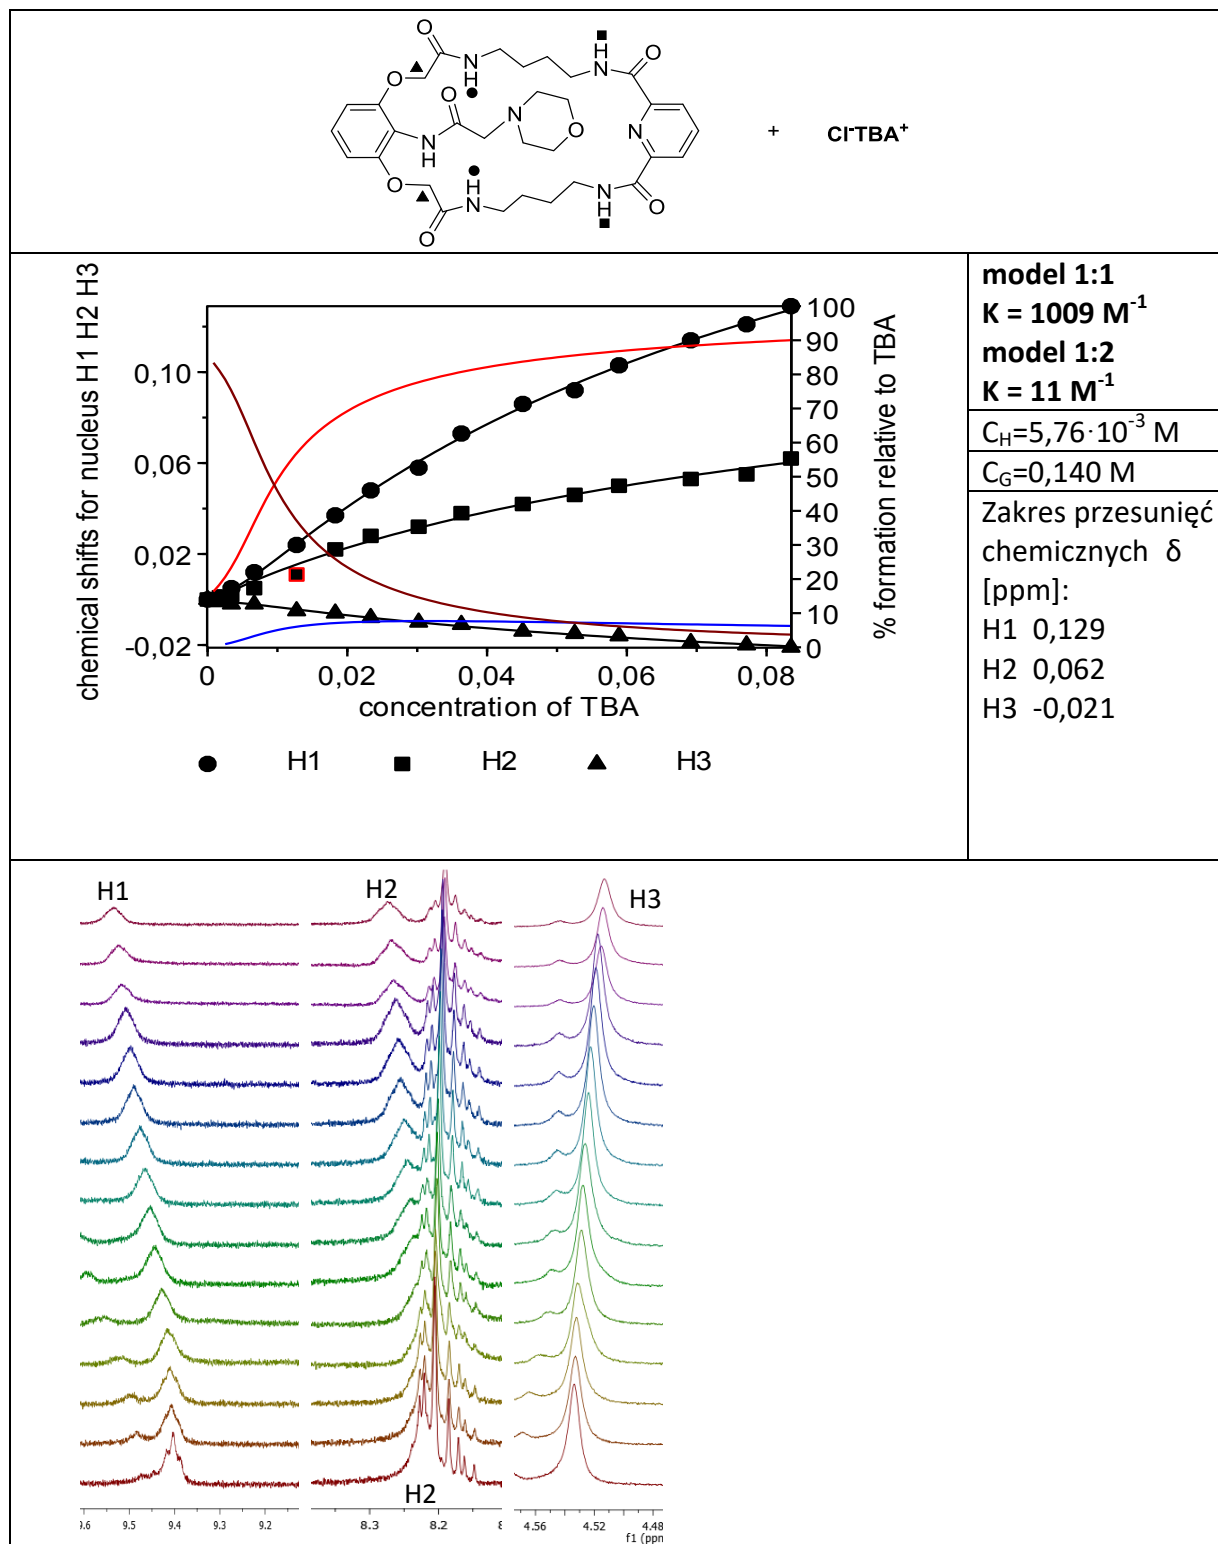 O
O
N
H
N
H
O
O
O
N
H
N
O
N
O
N
H
N
H
O
O
+ Cl-TBA+
chemical shifts for nucleus H1 H2 H3
0,10
0,06
0,02
-0,02
0 0,02 0,04 0,06 0,08
concentration of TBA
100
90
80
70
60
50
40
30
20
10
0
% formation relative to TBA
H1 H2 H3
model 1:1
K = 1009 M-1
model 1:2
K = 11 M-1
CH=5,76·10-3 M
CG=0,140 M
Zakres przesunięć
chemicznych δ
[ppm]:
H1 0,129
H2 0,062
H3 -0,021
H1 H2 H3
H2
9.5 9.4 9.3 9.2
8.3 8.2
4.56 4.52 4.48
f1 (ppn